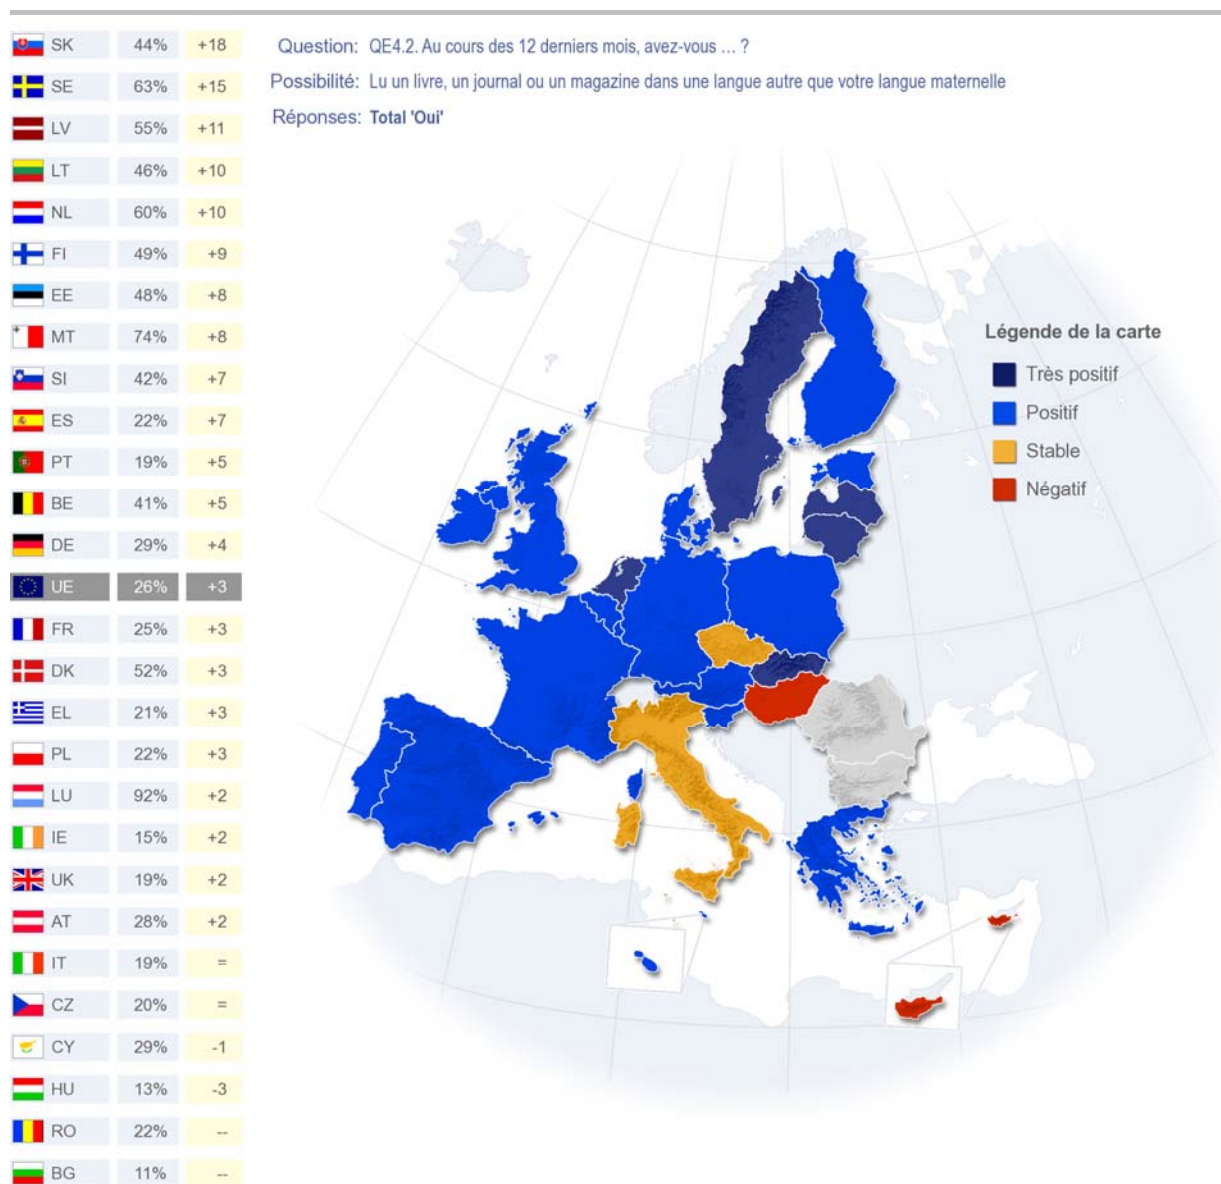 Question: QE4.2. Au cours des 12 derniers mois, avez-vous … ?
Possibilité: Lu un livre, un journal ou un magazine dans une langue autre que votre langue maternelle
Réponses: Total 'Oui'
SK 44% +18
SE 63% +15
LV 55% +11
LT 46% +10
NL 60% +10
FI 49% +9
EE 48% +8
MT 74% +8
SI 42% +7
ES 22% +7
PT 19% +5
BE 41% +5
DE 29% +4
UE 26% +3
FR 25% +3
DK 52% +3
EL 21% +3
PL 22% +3
LU 92% +2
IE 15% +2
UK 19% +2
AT 28% +2
IT 19% =
CZ 20% =
CY 29% -1
HU 13% -3
RO 22% --
BG 11% --
Légende de la carte
Très positif
Positif
Stable
Négatif